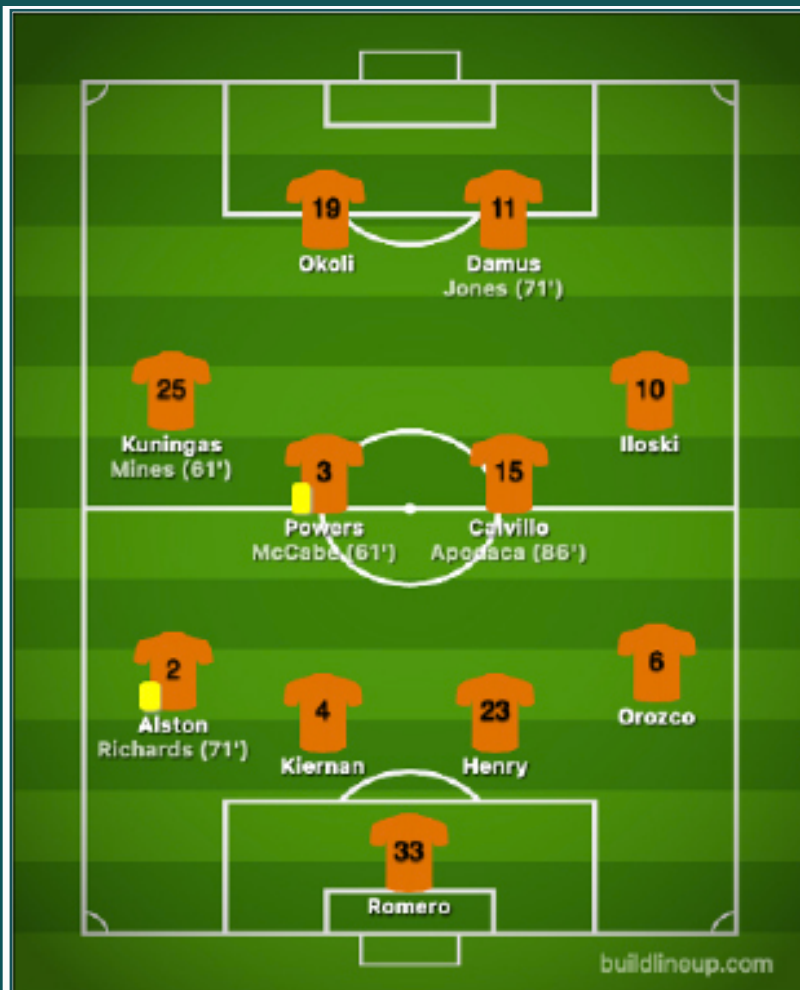 19
11
Okoli
Damus
Jones (71')
25
10
Kuningas
Iloski
Mines (61')
3
15
Powers
Calvillo
McCabe (61')
Apodaca (86')
2
6
Alston
Orozco
Richards (71')
4
23
Kiernan
Henry
33
Romero
buildlineup.com